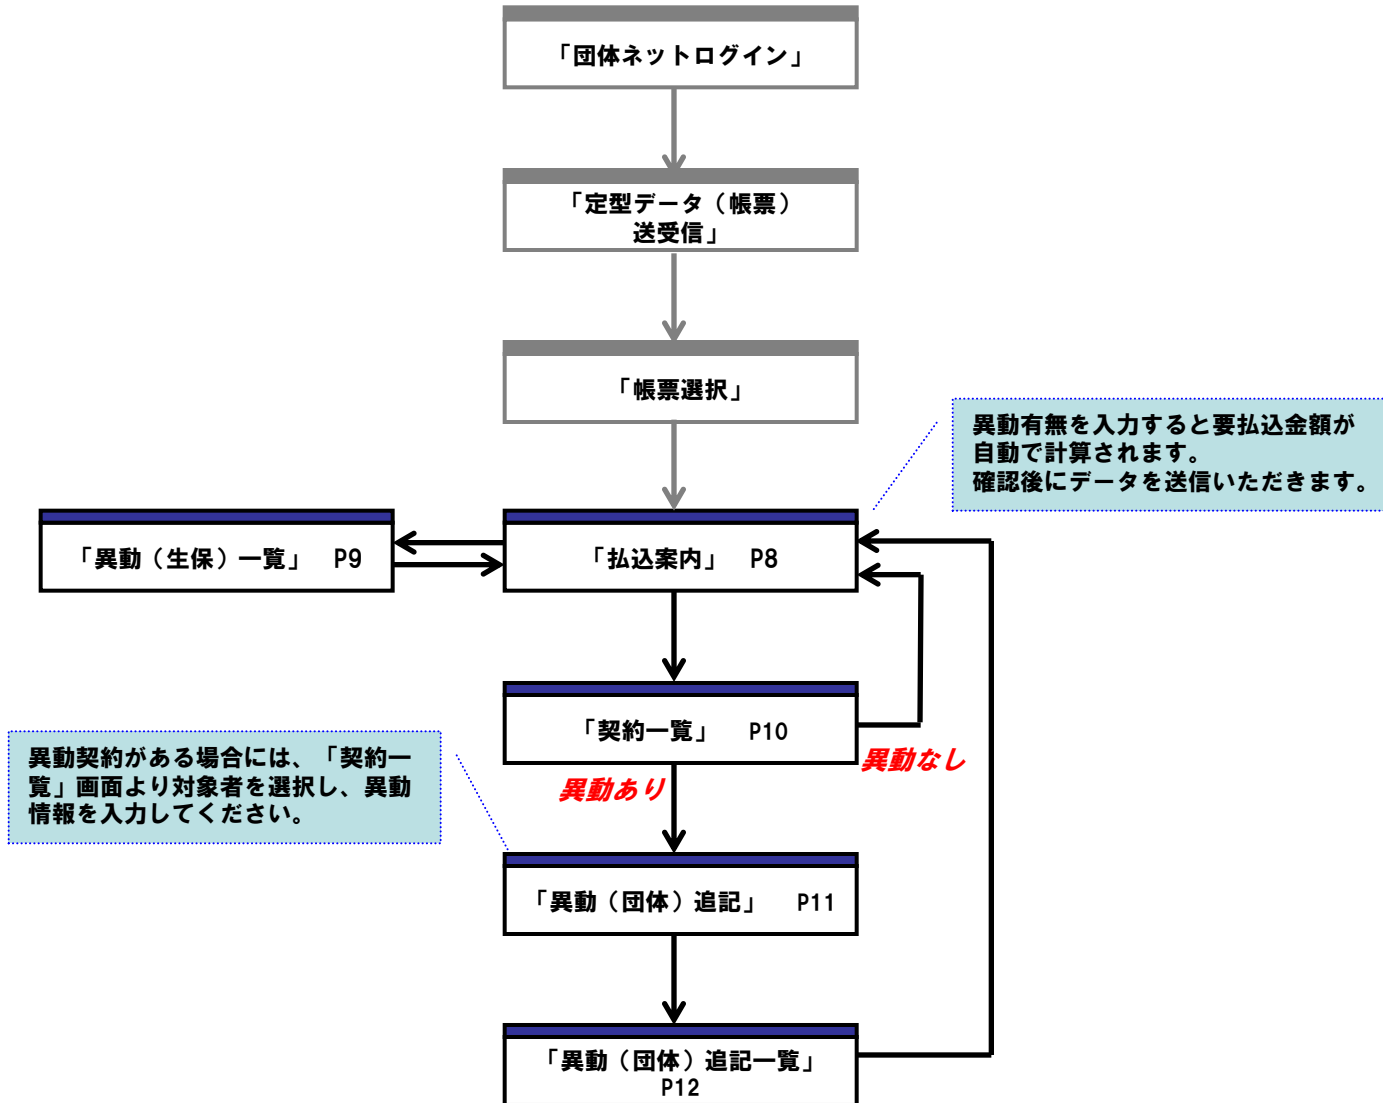 「団体ネットログイン」
「定型データ（帳票）
送受信」
「帳票選択」
異動有無を入力すると要払込金額が
自動で計算されます。
確認後にデータを送信いただきます。
「異動（生保）一覧」 P9
「払込案内」 P8
「契約一覧」 P10
異動なし
異動あり
異動契約がある場合には、「契約一
覧」画面より対象者を選択し、異動
情報を入力してください。
「異動（団体）追記」 P11
「異動（団体）追記一覧」
P12